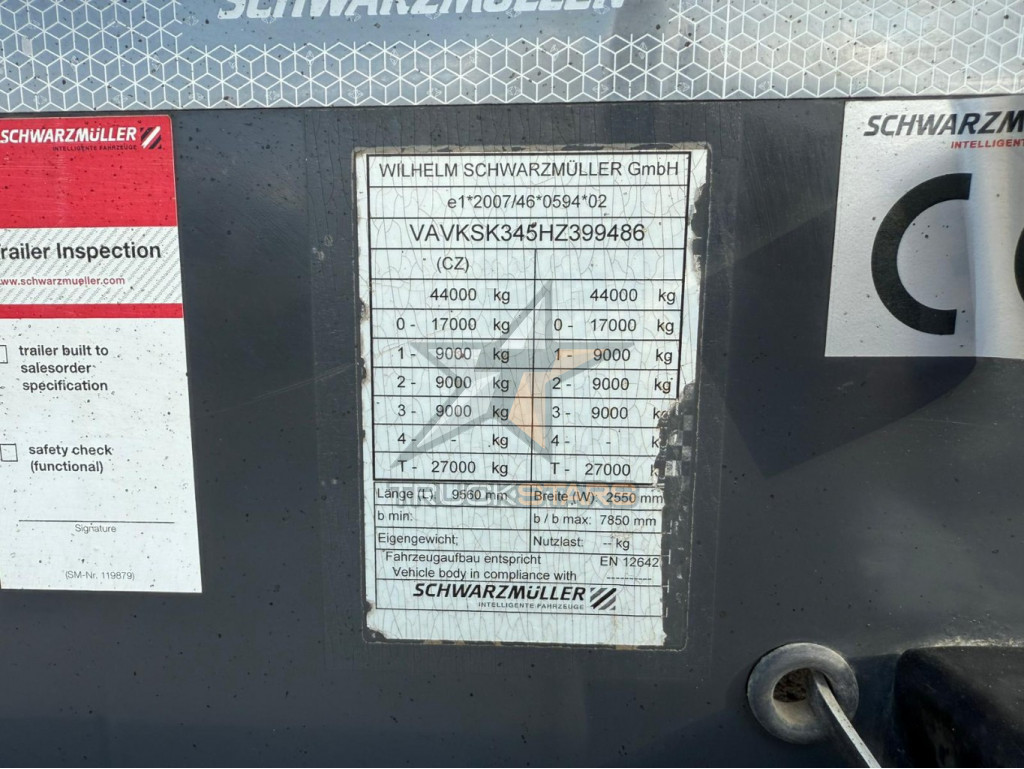 SCHWARZMÜLLER
SCHWARZMÜLLER
INTELLIGENTE FAHRZEUGE
Trailer Inspection
www.schwarzmueller.com
trailer built to
salesorder
specification
safety check
(functional)
Signature
(SM-Nr. 119879)
WILHELM SCHWARZMÜLLER GmbH
e1*2007/46*0594*02
VAVKSK345HZ399486
(CZ) -
44000 kg 44000 kg
0 - 17000 kg 0 - 17000 kg
1 - 9000 kg 1 - 9000 kg
2 - 9000 kg 2 - 9000 kg
3 - 9000 kg 3 - 9000 kg
4 - - kg 4 - - k
T - 27000 kg T - 27000 k
Länge (L) 9560 mm Breite (W) 2550 mm
b min: b / b max: 7850 mm
Eigengewicht: Nutzlast: -- kg
Fahrzeugaufbau entspricht EN 12642
Vehicle body in compliance with ----------
SCHWARZMÜLLER
INTELLIGENTE FAHRZEUGE
TRUCKSTARS
SCHWARZM
INTELLIGEN
C